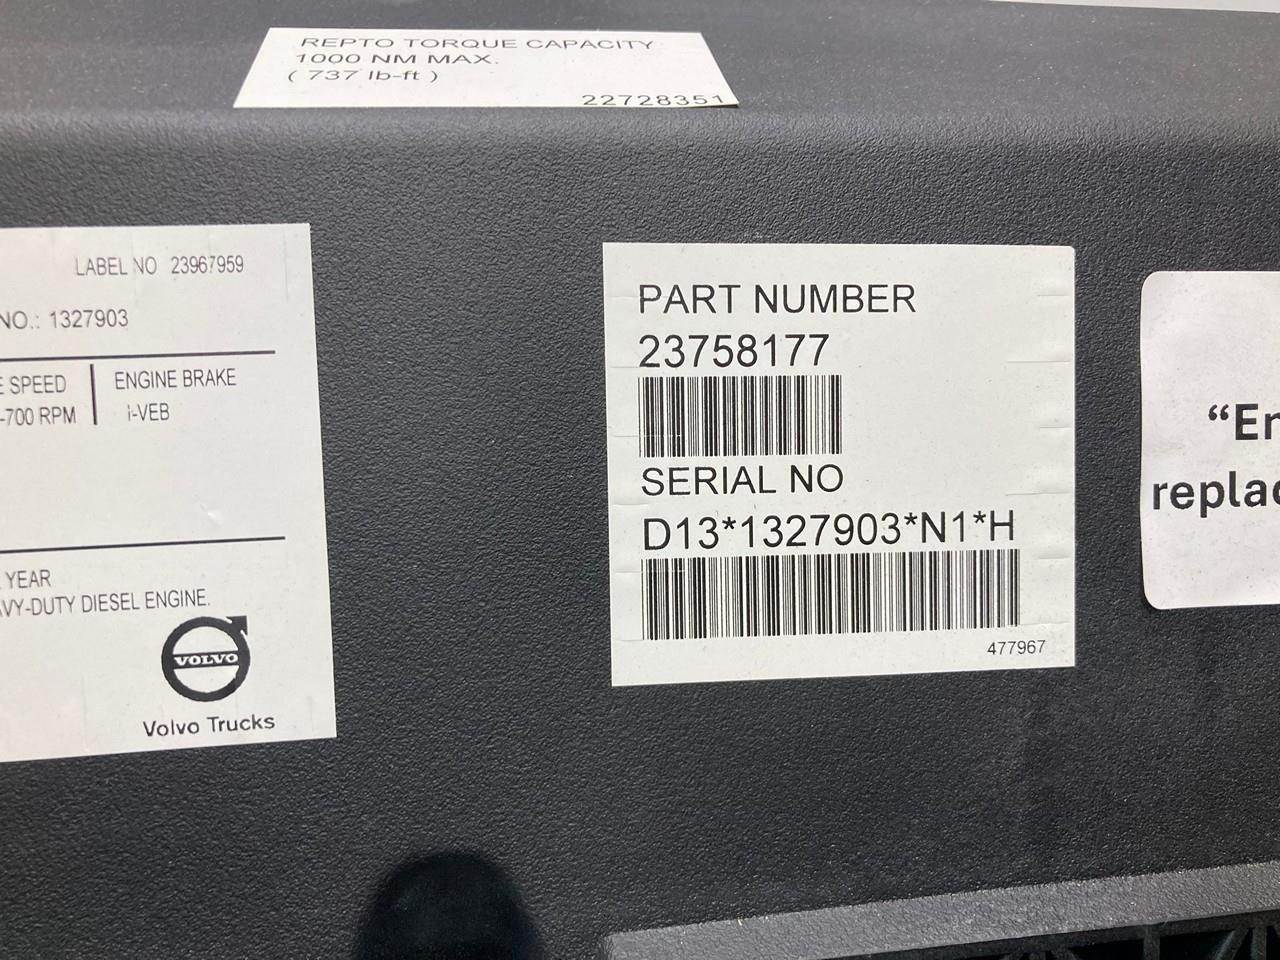 REPTO TORQUE CAPACITY
1000 NM MAX.
( 737 lb-ft )
22728351
LABEL NO 23967959
NO.: 1327903
SPEED
-700 RPM
ENGINE BRAKE
I-VEB
YEAR
VY-DUTY DIESEL ENGINE.
VOLVO
Volvo Trucks
PART NUMBER
23758177
SERIAL NO
D13*1327903*N1*H
477967
“En
replac